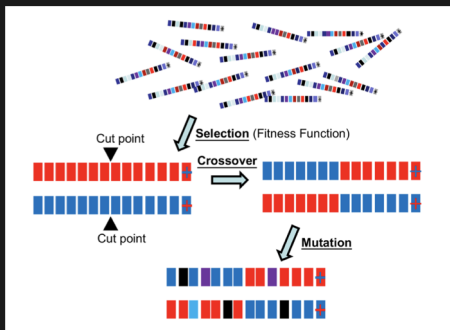 Selection (Fitness Function)
Cut point
Crossover
Cut point
Mutation